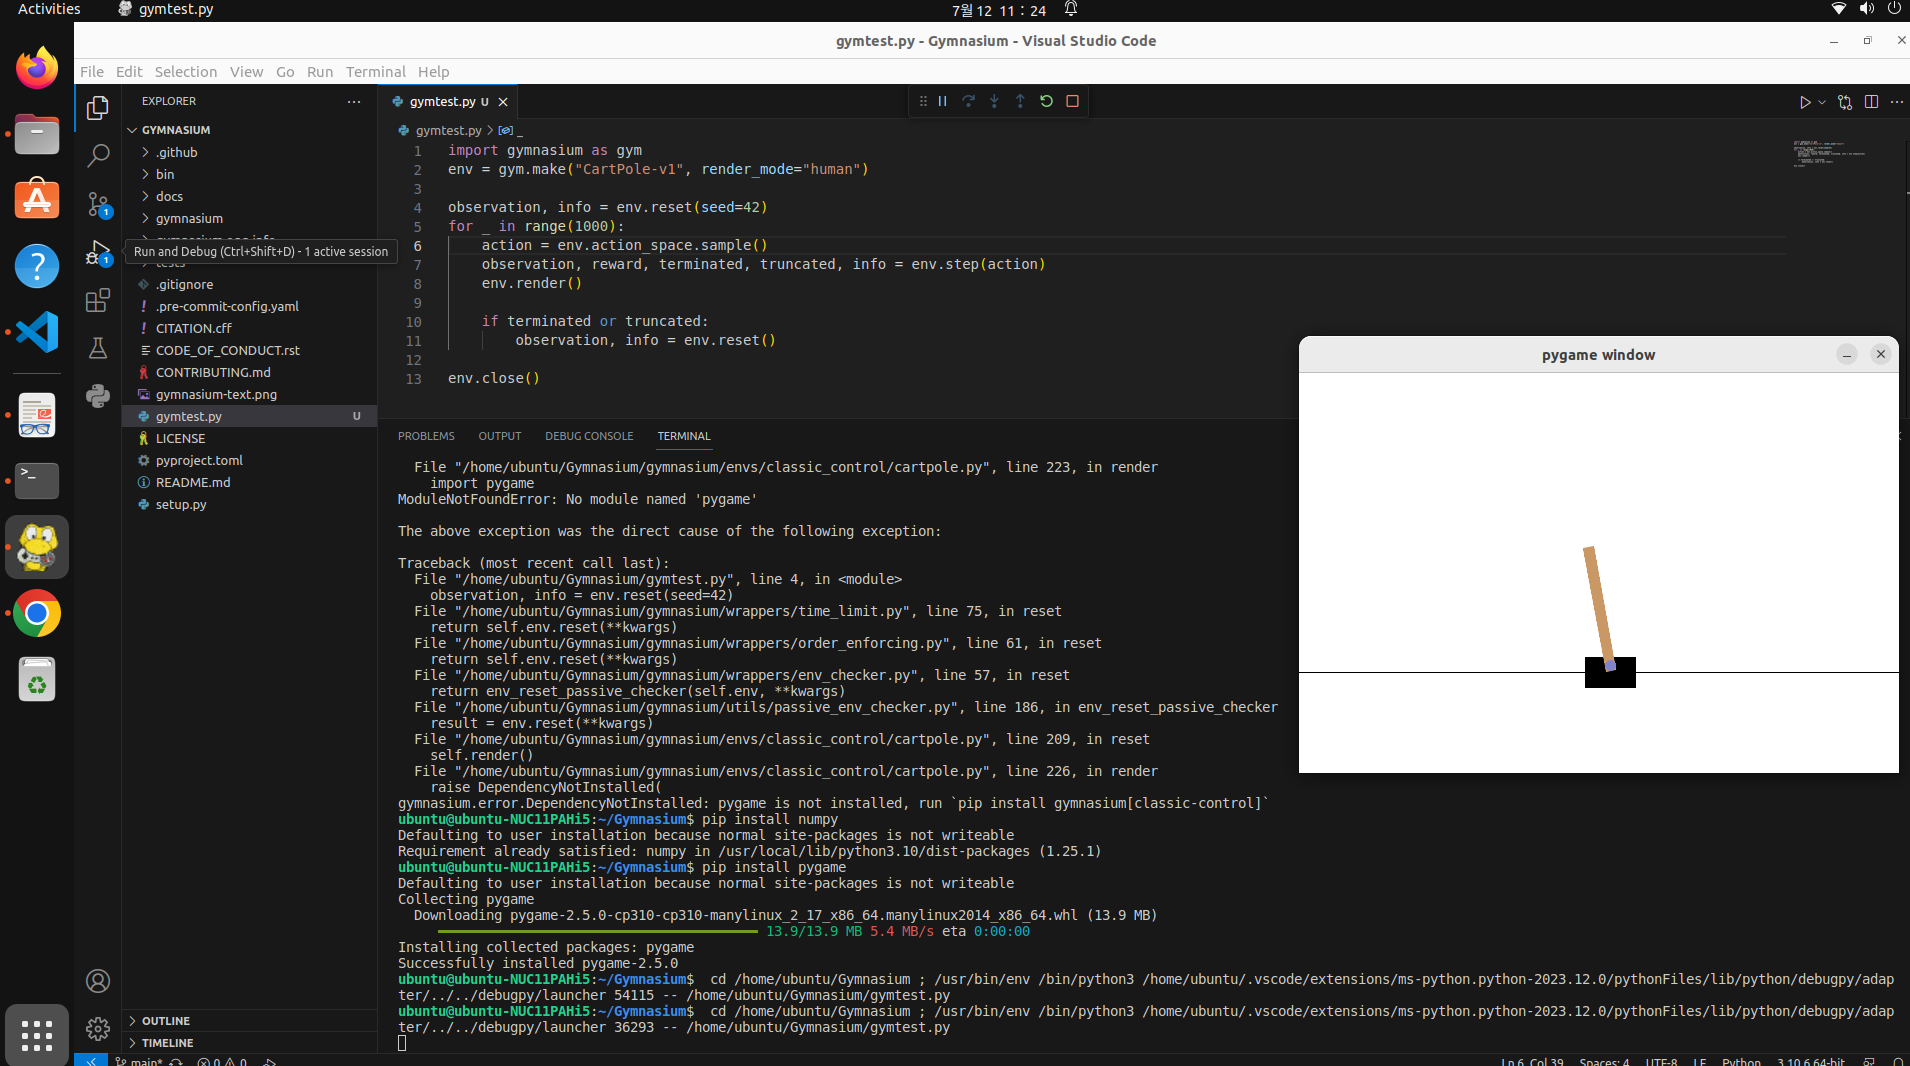 Activities
gymtest.py
7월 12 11 : 24
gymtest.py - Gymnasium - Visual Studio Code
File Edit Selection View Go Run Terminal Help
EXPLORER
GYMNASIUM
.github
bin
docs
gymnasium
Run and Debug (Ctrl+Shift+D) - 1 active session
tests
.gitignore
.pre-commit-config.yaml
CITATION.cff
CODE_OF_CONDUCT.rst
CONTRIBUTING.md
gymnasium-text.png
gymtest.py U
LICENSE
pyproject.toml
README.md
setup.py
OUTLINE
TIMELINE
1
1
gymtest.py U
gymtest.py > _
1 import gymnasium as gym
2 env = gym.make("CartPole-v1", render_mode="human")
3
4 observation, info = env.reset(seed=42)
5 for _ in range(1000):
6 action = env.action_space.sample()
7 observation, reward, terminated, truncated, info = env.step(action)
8 env.render()
9
10 if terminated or truncated:
11 observation, info = env.reset()
12
13 env.close()
pygame window
PROBLEMS OUTPUT DEBUG CONSOLE TERMINAL
File "/home/ubuntu/Gymnasium/gymnasium/envs/classic_control/cartpole.py", line 223, in render
import pygame
ModuleNotFoundError: No module named 'pygame'
The above exception was the direct cause of the following exception:
Traceback (most recent call last):
File "/home/ubuntu/Gymnasium/gymtest.py", line 4, in <module>
observation, info = env.reset(seed=42)
File "/home/ubuntu/Gymnasium/gymnasium/wrappers/time_limit.py", line 75, in reset
return self.env.reset(**kwargs)
File "/home/ubuntu/Gymnasium/gymnasium/wrappers/order_enforcing.py", line 61, in reset
return self.env.reset(**kwargs)
File "/home/ubuntu/Gymnasium/gymnasium/wrappers/env_checker.py", line 57, in reset
return env_reset_passive_checker(self.env, **kwargs)
File "/home/ubuntu/Gymnasium/gymnasium/utils/passive_env_checker.py", line 186, in env_reset_passive_checker
result = env.reset(**kwargs)
File "/home/ubuntu/Gymnasium/gymnasium/envs/classic_control/cartpole.py", line 209, in reset
self.render()
File "/home/ubuntu/Gymnasium/gymnasium/envs/classic_control/cartpole.py", line 226, in render
raise DependencyNotInstalled(
gymnasium.error.DependencyNotInstalled: pygame is not installed, run `pip install gymnasium[classic-control]`
ubuntu@ubuntu-NUC11PAHi5:~/Gymnasium$ pip install numpy
Defaulting to user installation because normal site-packages is not writeable
Requirement already satisfied: numpy in /usr/local/lib/python3.10/dist-packages (1.25.1)
ubuntu@ubuntu-NUC11PAHi5:~/Gymnasium$ pip install pygame
Defaulting to user installation because normal site-packages is not writeable
Collecting pygame
Downloading pygame-2.5.0-cp310-cp310-manylinux_2_17_x86_64.manylinux2014_x86_64.whl (13.9 MB)
13.9/13.9 MB 5.4 MB/s eta 0:00:00
Installing collected packages: pygame
Successfully installed pygame-2.5.0
ubuntu@ubuntu-NUC11PAHi5:~/Gymnasium$ cd /home/ubuntu/Gymnasium ; /usr/bin/env /bin/python3 /home/ubuntu/.vscode/extensions/ms-python.python-2023.12.0/pythonFiles/lib/python/debugpy/adap
ter/../../debugpy/launcher 54115 -- /home/ubuntu/Gymnasium/gymtest.py
ubuntu@ubuntu-NUC11PAHi5:~/Gymnasium$ cd /home/ubuntu/Gymnasium ; /usr/bin/env /bin/python3 /home/ubuntu/.vscode/extensions/ms-python.python-2023.12.0/pythonFiles/lib/python/debugpy/adap
ter/../../debugpy/launcher 36293 -- /home/ubuntu/Gymnasium/gymtest.py
main* 0 0 Ln 6, Col 39 Spaces: 4 UTF-8 LF Python 3.10.6 64-bit